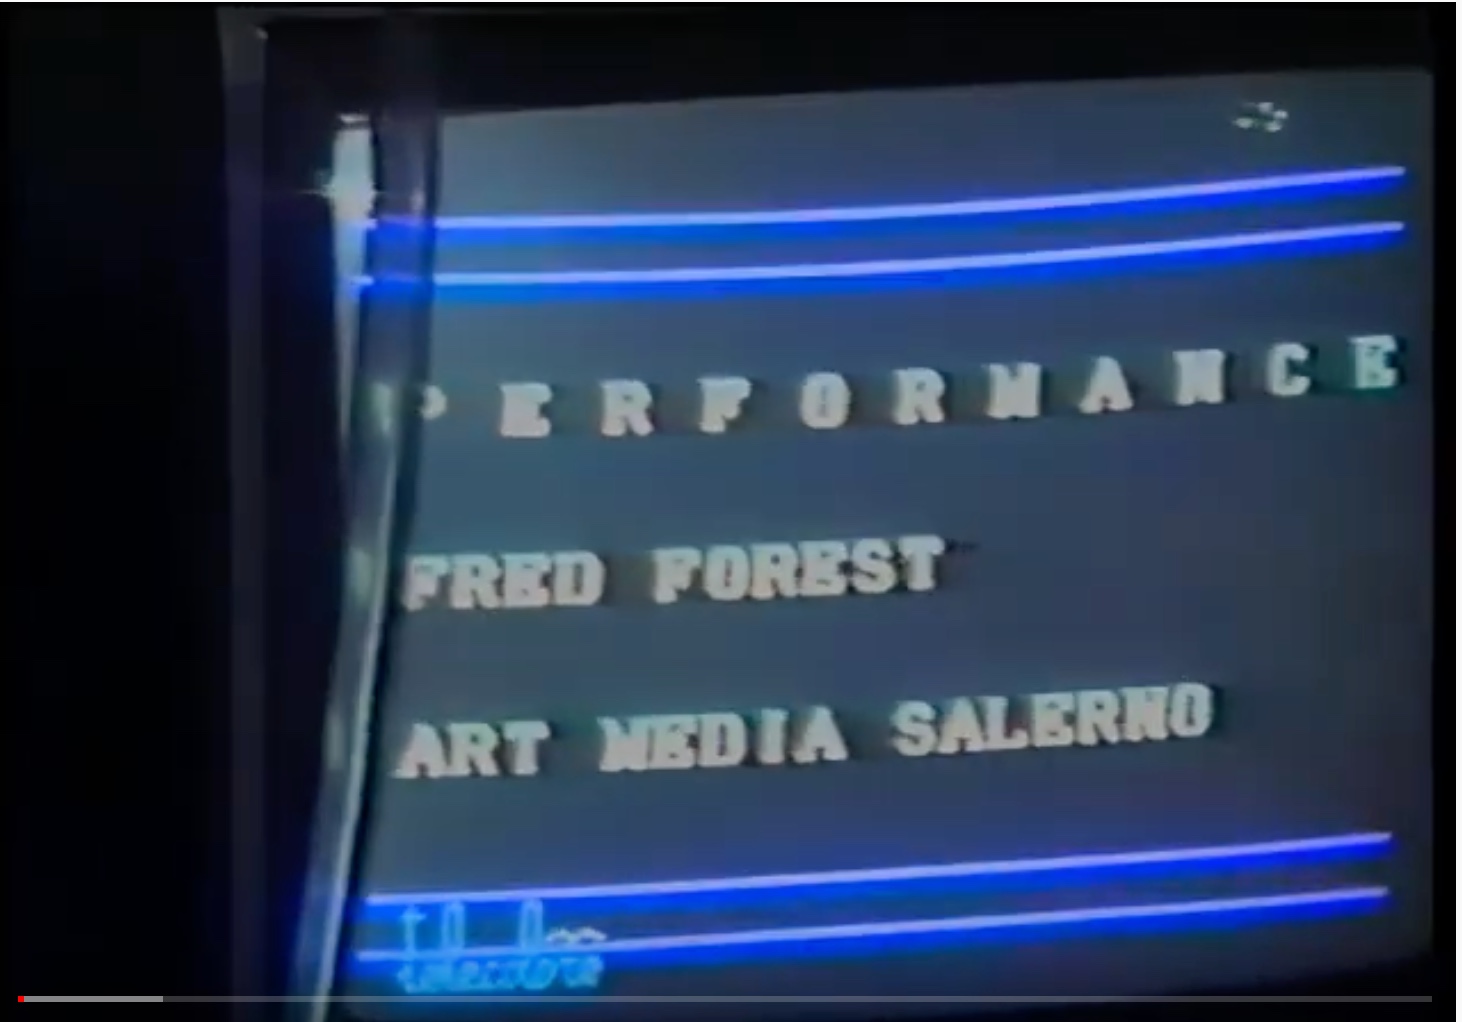 PERFORMANCE
FRED FOREST
ART MEDIA SALERNO